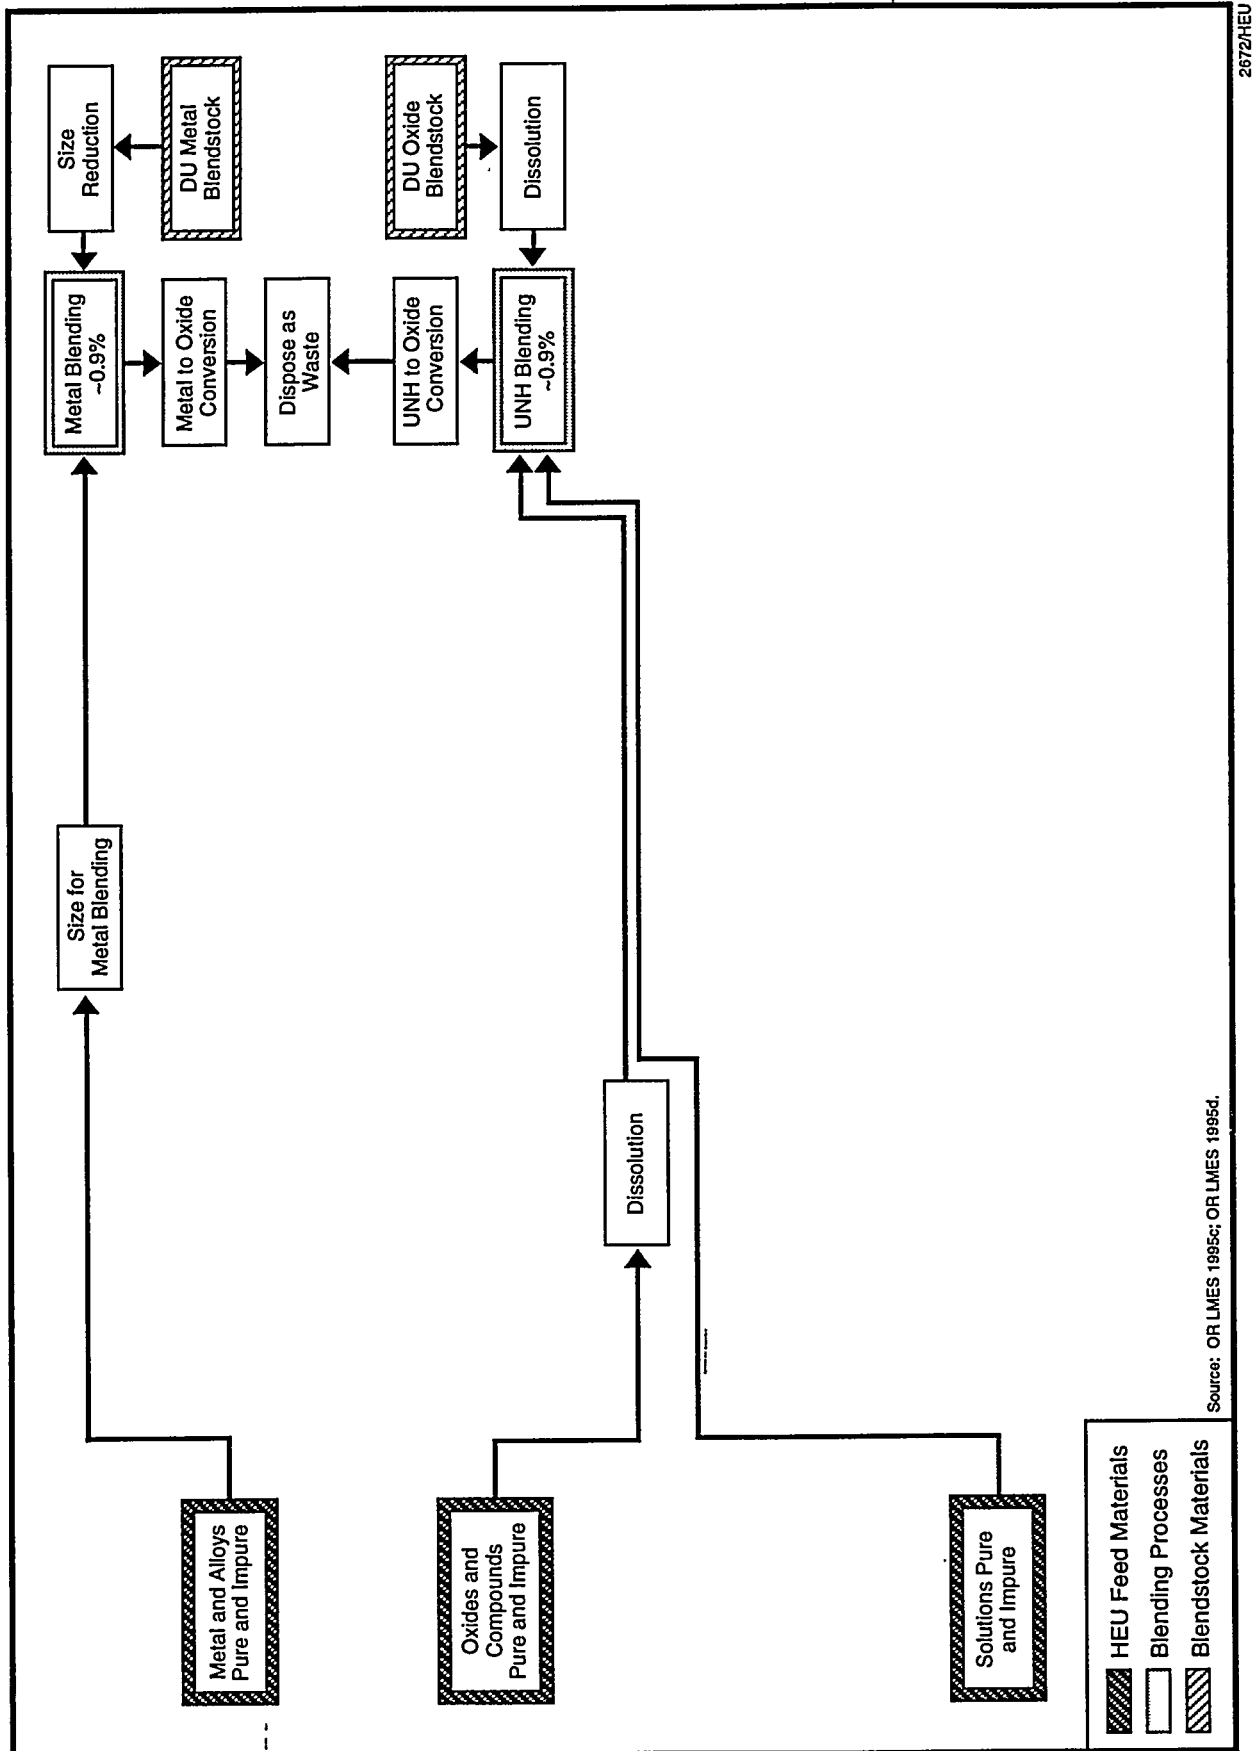 Metal and Alloys
Pure and Impure
Size for
Metal Blending
Metal Blending
~0.9%
Size
Reduction
DU Metal
Blendstock
Metal to Oxide
Conversion
Dispose as
Waste
UNH to Oxide
Conversion
DU Oxide
Blendstock
UNH Blending
~0.9%
Dissolution
Oxides and
Compounds
Pure and Impure
Dissolution
Solutions Pure
and Impure
HEU Feed Materials
Blending Processes
Blendstock Materials
Source: OR LMES 1995c; OR LMES 1995d.
2672/HEU